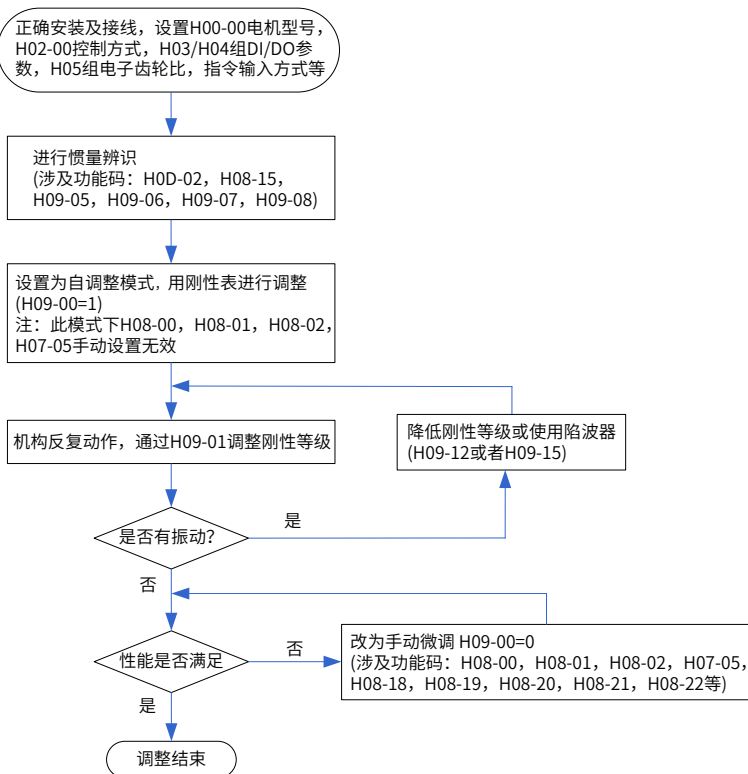 正确安装及接线，设置H00-00电机型号，
H02-00控制方式，H03/H04组DI/DO参
数，H05组电子齿轮比，指令输入方式等
进行惯量辨识
(涉及功能码：H0D-02，H08-15，
H09-05，H09-06，H09-07，H09-08)
设置为自调整模式，用刚性表进行调整
(H09-00=1)
注：此模式下H08-00，H08-01，H08-02，
H07-05手动设置无效
机构反复动作，通过H09-01调整刚性等级
降低刚性等级或使用陷波器
(H09-12或者H09-15)
是否有振动？
是
否
性能是否满足
否
改为手动微调 H09-00=0
(涉及功能码：H08-00，H08-01，H08-02，H07-05，
H08-18，H08-19，H08-20，H08-21，H08-22等)
是
调整结束